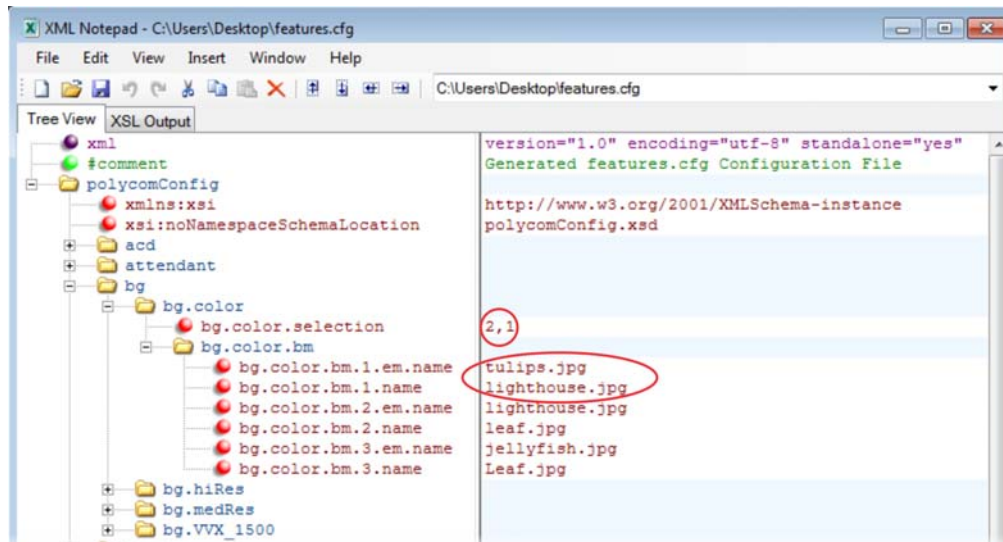 XML Notepad - C:\Users\Desktop\features.cfg
File Edit View Insert Window Help
C:\Users\Desktop\features.cfg
Tree View XSL Output
xml version="1.0" encoding="utf-8" standalone="yes"
#comment Generated features.cfg Configuration File
polycomConfig
xmlns:xsi http://www.w3.org/2001/XMLSchema-instance
xsi:noNamespaceSchemaLocation polycomConfig.xsd
acd
attendant
bg
bg.color
bg.color.selection 2,1
bg.color.bm
bg.color.bm.1.em.name tulips.jpg
bg.color.bm.1.name lighthouse.jpg
bg.color.bm.2.em.name lighthouse.jpg
bg.color.bm.2.name leaf.jpg
bg.color.bm.3.em.name jellyfish.jpg
bg.color.bm.3.name Leaf.jpg
bg.hiRes
bg.medRes
bg.VVX_1500